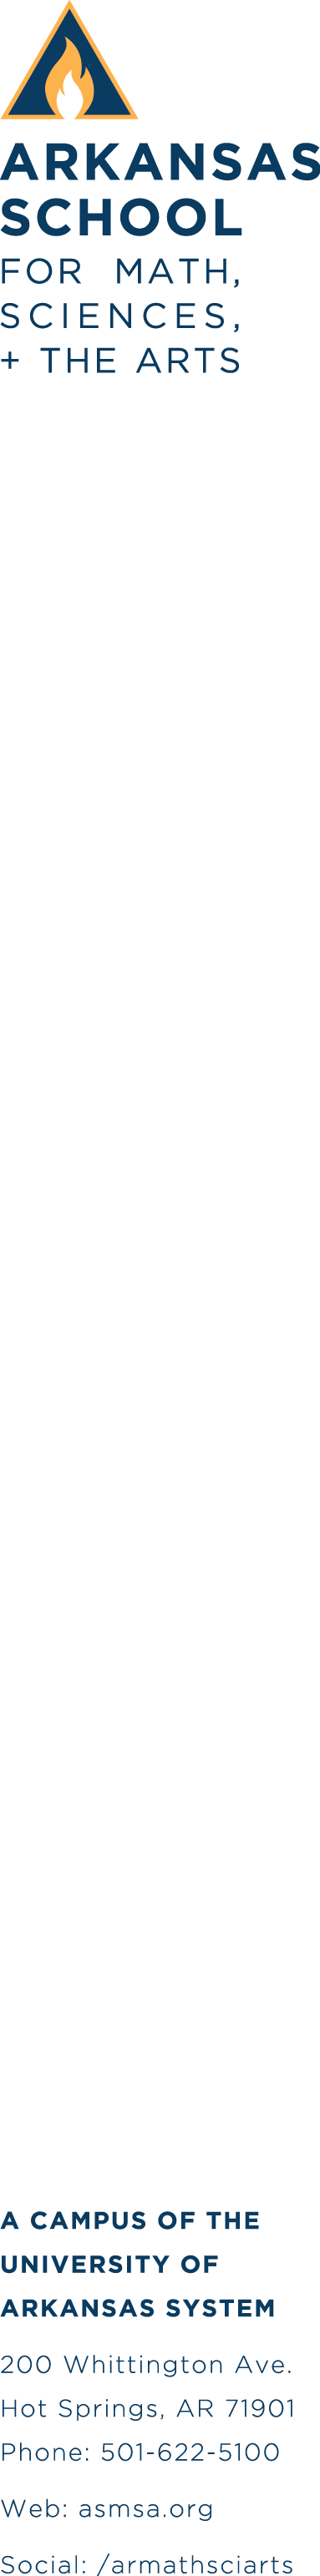 ARKANSAS
SCHOOL
FOR MATH,
SCIENCES,
+ THE ARTS
A CAMPUS OF THE
UNIVERSITY OF
ARKANSAS SYSTEM
200 Whittington Ave.
Hot Springs, AR 71901
Phone: 501-622-5100
Web: asmsa.org
Social: /armathsciarts